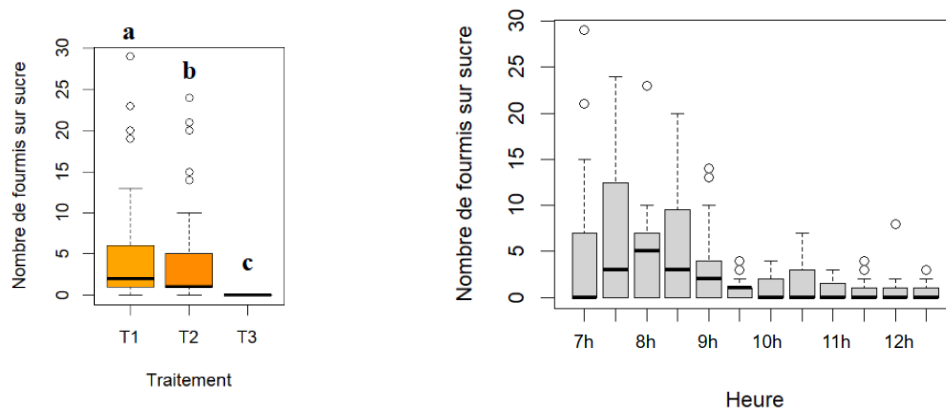 a
b
c
Nombre de fourmis sur sucre
30
25
20
15
10
5
0
T1 T2 T3
Traitement
Nombre de fourmis sur sucre
30
25
20
15
10
5
0
7h 8h 9h 10h 11h 12h
Heure